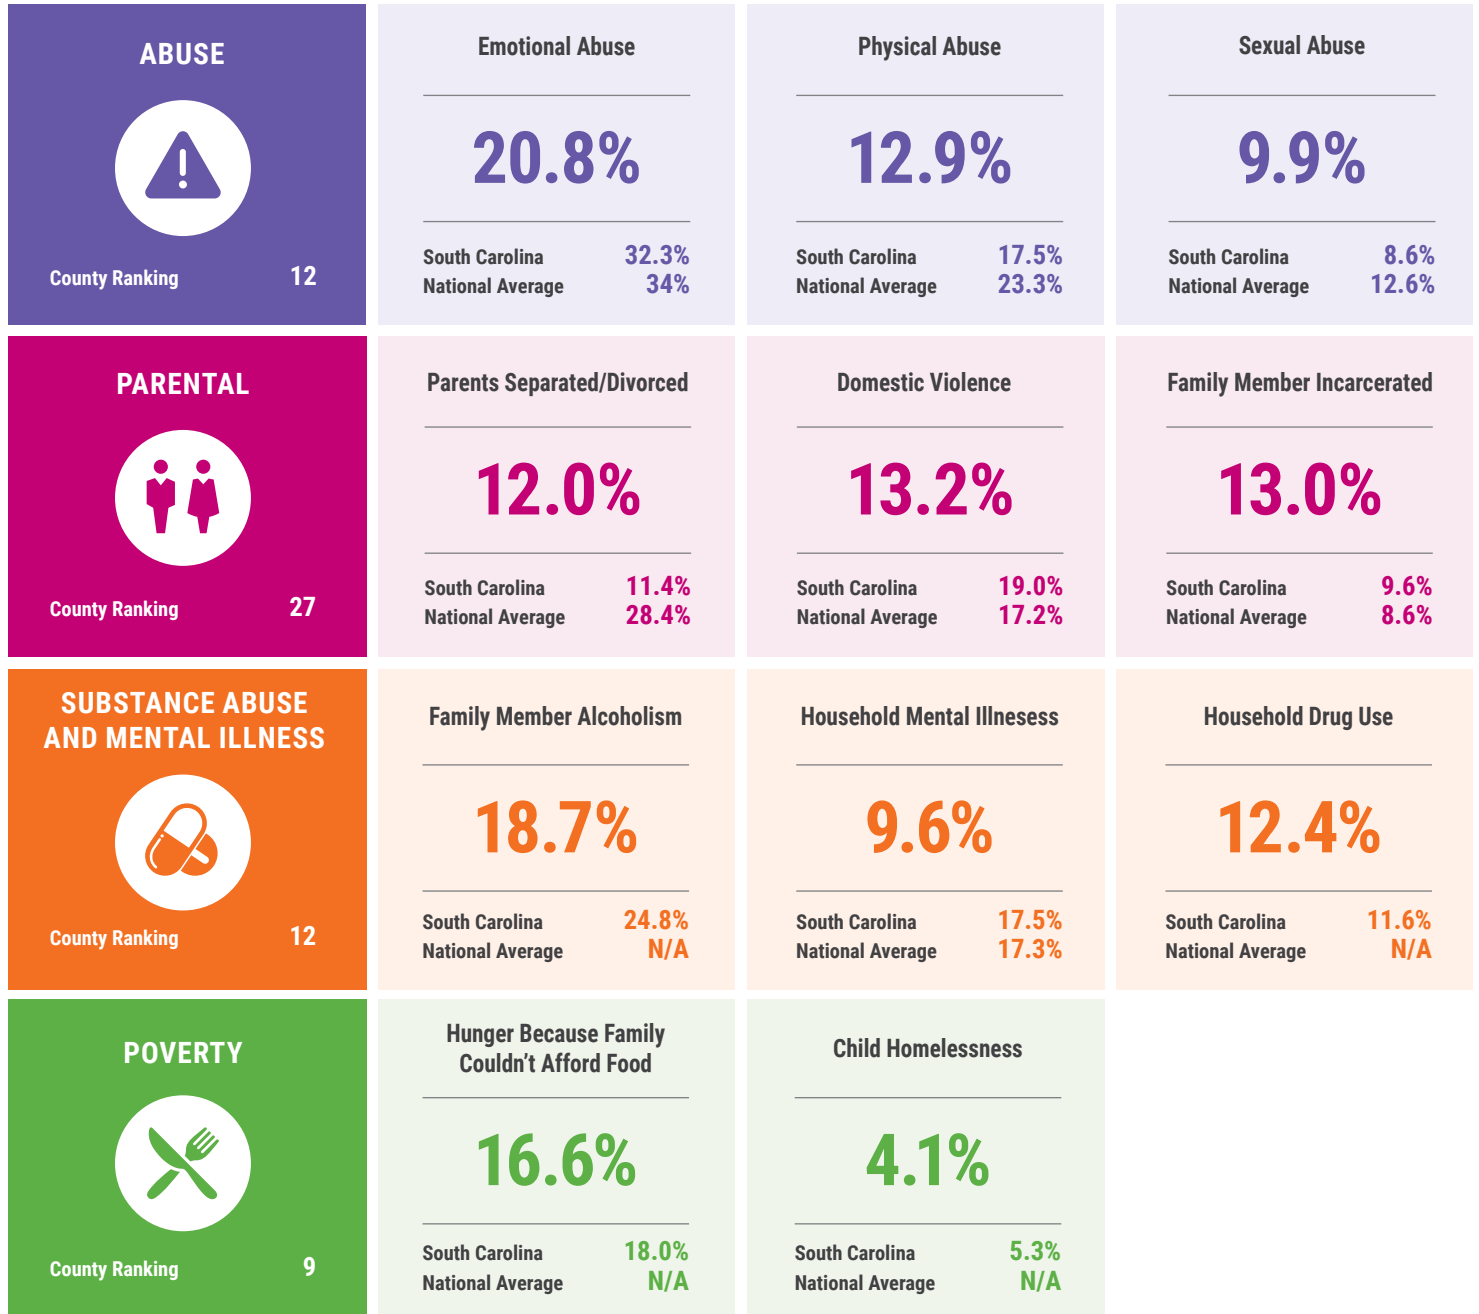 ABUSE
County Ranking 12
Emotional Abuse
20.8%
South Carolina 32.3%
National Average 34%
Physical Abuse
12.9%
South Carolina 17.5%
National Average 23.3%
Sexual Abuse
9.9%
South Carolina 8.6%
National Average 12.6%
PARENTAL
County Ranking 27
Parents Separated/Divorced
12.0%
South Carolina 11.4%
National Average 28.4%
Domestic Violence
13.2%
South Carolina 19.0%
National Average 17.2%
Family Member Incarcerated
13.0%
South Carolina 9.6%
National Average 8.6%
SUBSTANCE ABUSE
AND MENTAL ILLNESS
County Ranking 12
Family Member Alcoholism
18.7%
South Carolina 24.8%
National Average N/A
Household Mental Illnesess
9.6%
South Carolina 17.5%
National Average 17.3%
Household Drug Use
12.4%
South Carolina 11.6%
National Average N/A
POVERTY
County Ranking 9
Hunger Because Family
Couldn't Afford Food
16.6%
South Carolina 18.0%
National Average N/A
Child Homelessness
4.1%
South Carolina 5.3%
National Average N/A